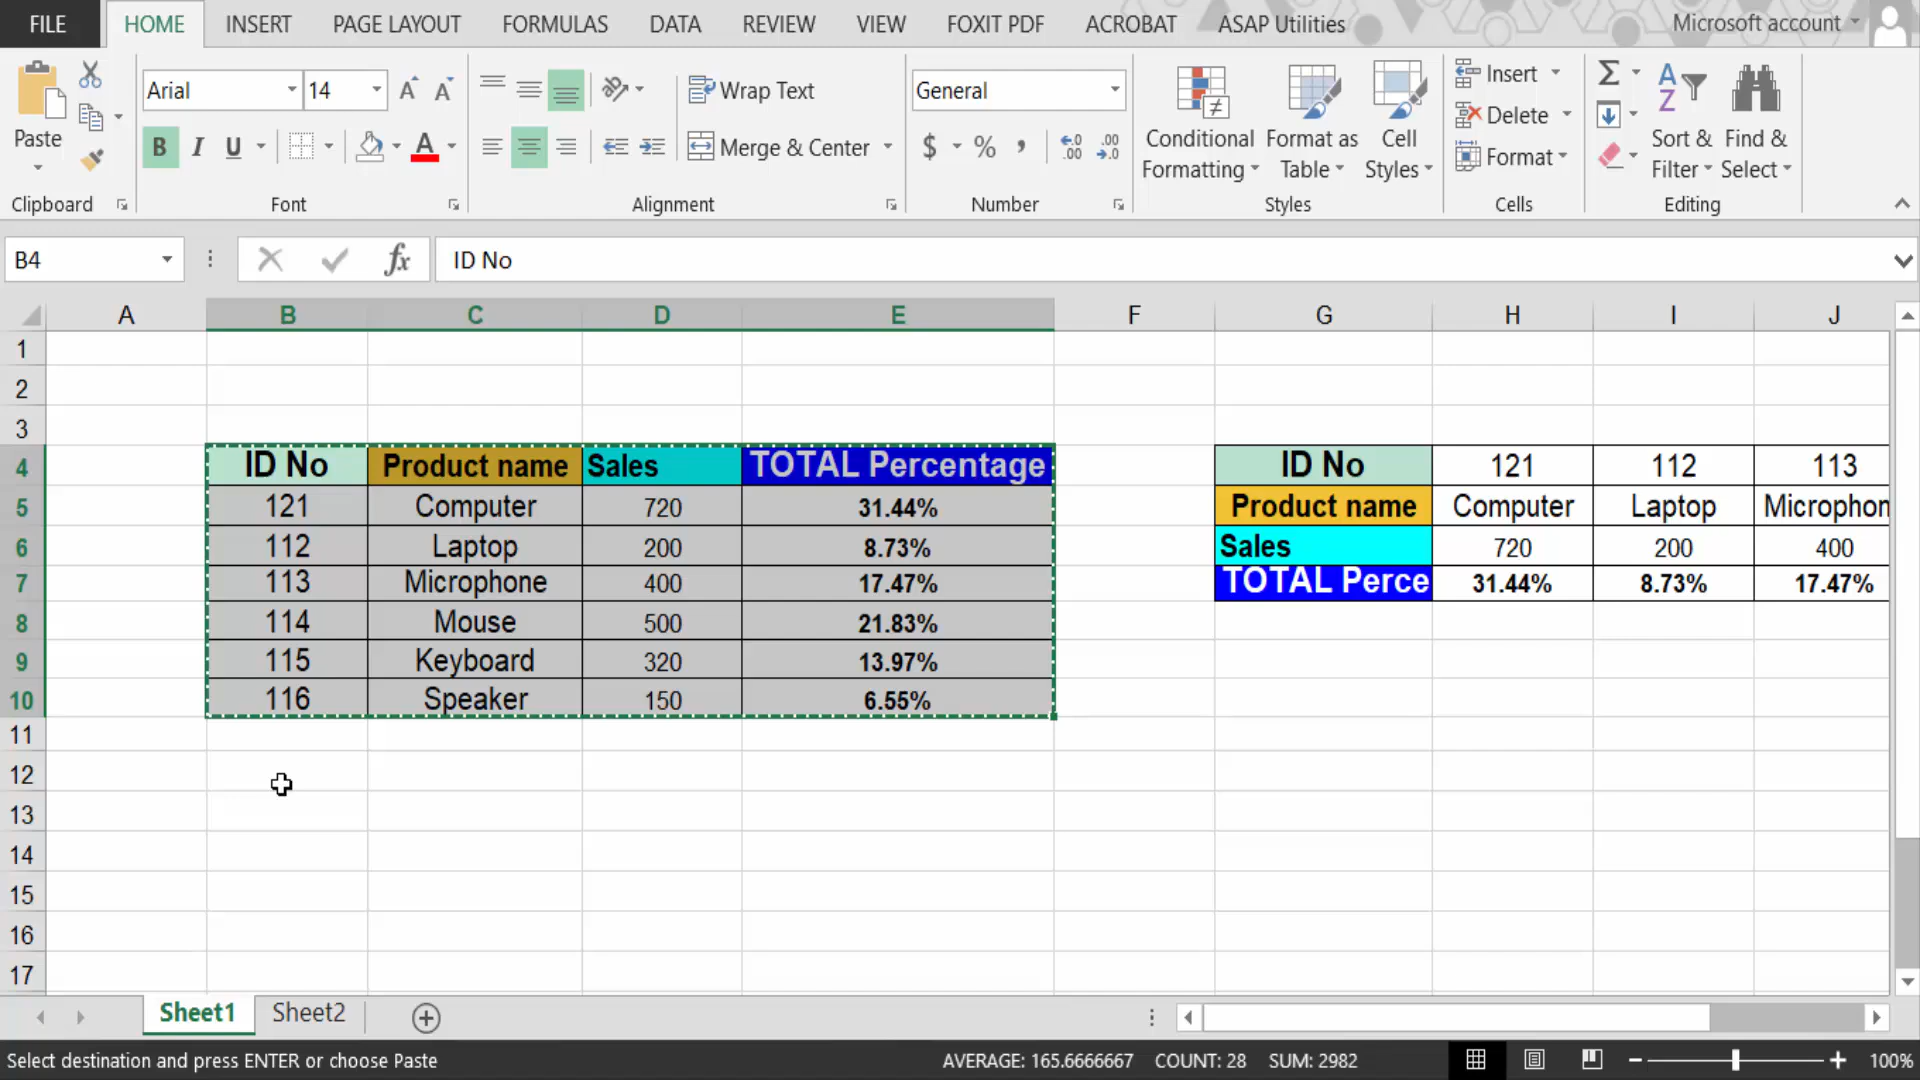 FILE HOME INSERT PAGE LAYOUT FORMULAS DATA REVIEW VIEW FOXIT PDF ACROBAT ASAP Utilities Microsoft account
Arial 14 A A Wrap Text General Insert Σ A Z
Paste B I U A Merge & Center $ % , .0 .00 .00 .0 Conditional Formatting Format as Table Cell Styles Delete Format Sort & Filter Find & Select
Clipboard Font Alignment Number Styles Cells Editing
B4 fx ID No
A B C D E F G H I J
1
2
3
4 ID No Product name Sales TOTAL Percentage ID No 121 112 113
5 121 Computer 720 31.44% Product name Computer Laptop Microphon
6 112 Laptop 200 8.73% Sales 720 200 400
7 113 Microphone 400 17.47% TOTAL Perce 31.44% 8.73% 17.47%
8 114 Mouse 500 21.83%
9 115 Keyboard 320 13.97%
10 116 Speaker 150 6.55%
11
12
13
14
15
16
17
Sheet1 Sheet2
Select destination and press ENTER or choose Paste AVERAGE: 165.6666667 COUNT: 28 SUM: 2982 100%